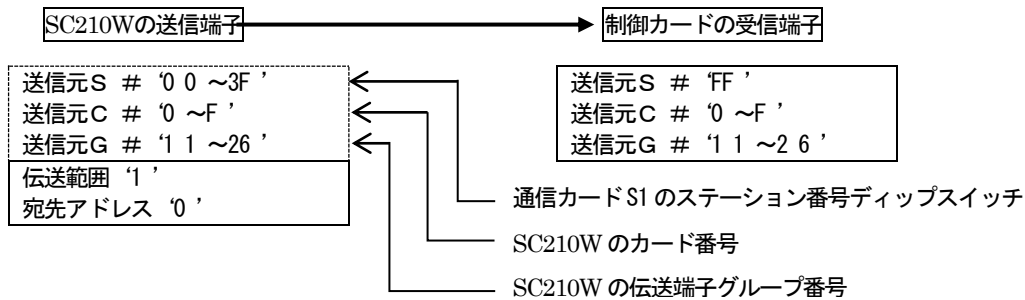 SC210Wの送信端子
制御カードの受信端子
送信元S # ‘0 0 ～3F ’
送信元C # ‘0 ～F ’
送信元G # ‘1 1 ～26 ’
伝送範囲 ‘1 ’
宛先アドレス ‘0 ’
送信元S # ‘FF ’
送信元C # ‘0 ～F ’
送信元G # ‘1 1 ～2 6 ’
通信カード S1 のステーション番号ディップスイッチ
SC210W のカード番号
SC210W の伝送端子グループ番号